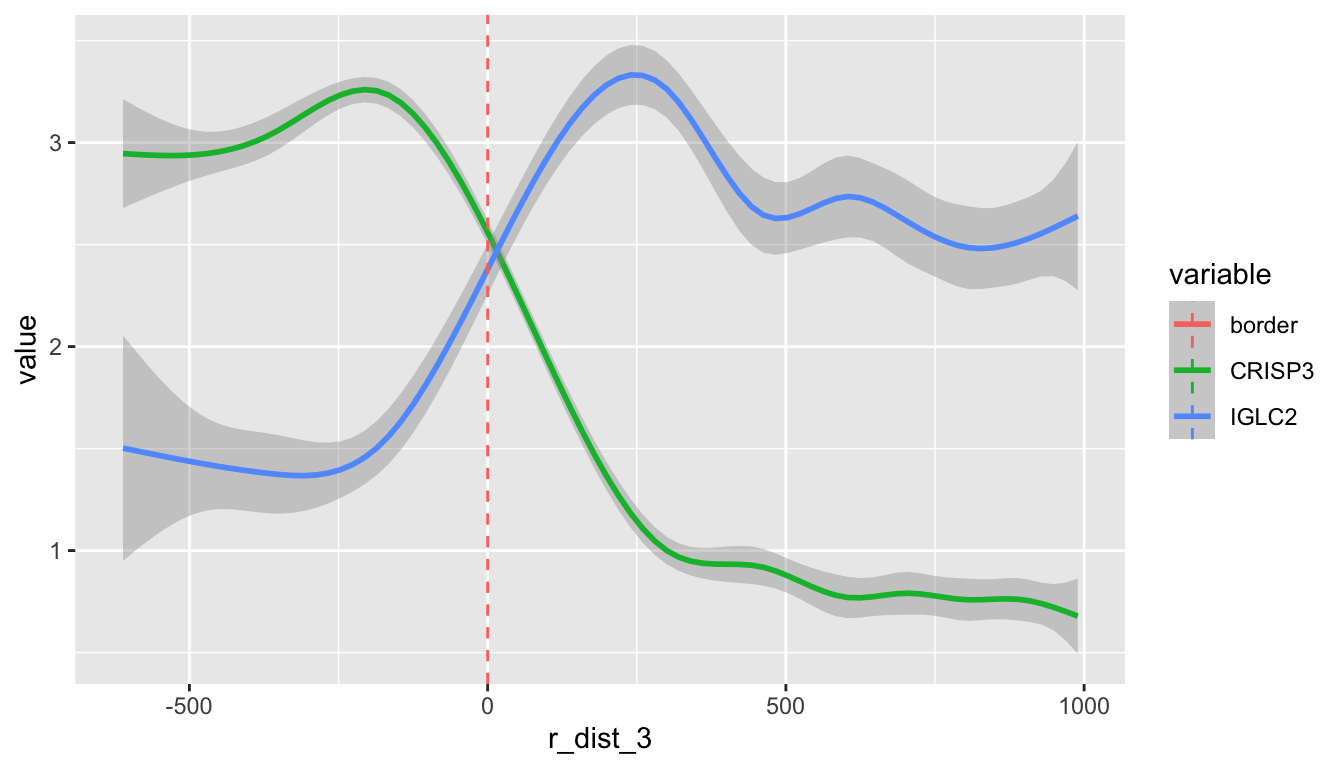 3
2
1
value
-500
0
500
1000
r_dist_3
variable
border
CRISP3
IGLC2